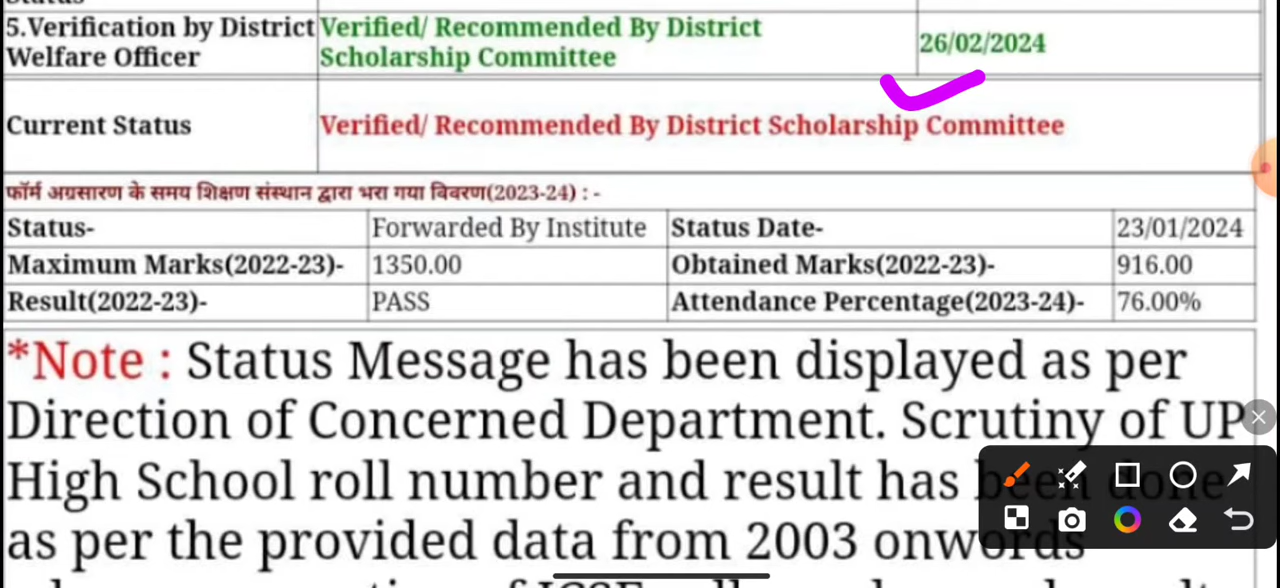 5.Verification by District Verified/ Recommended By District
Welfare Officer Scholarship Committee 26/02/2024
Current Status Verified/ Recommended By District Scholarship Committee
फॉर्म अग्रसारण के समय शिक्षण संस्थान द्वारा भरा गया विवरण(2023-24) : -
Status- Forwarded By Institute Status Date- 23/01/2024
Maximum Marks(2022-23)- 1350.00 Obtained Marks(2022-23)- 916.00
Result(2022-23)- PASS Attendance Percentage(2023-24)- 76.00%
*Note : Status Message has been displayed as per
Direction of Concerned Department. Scrutiny of UP
High School roll number and result has been done
as per the provided data from 2003 onwords